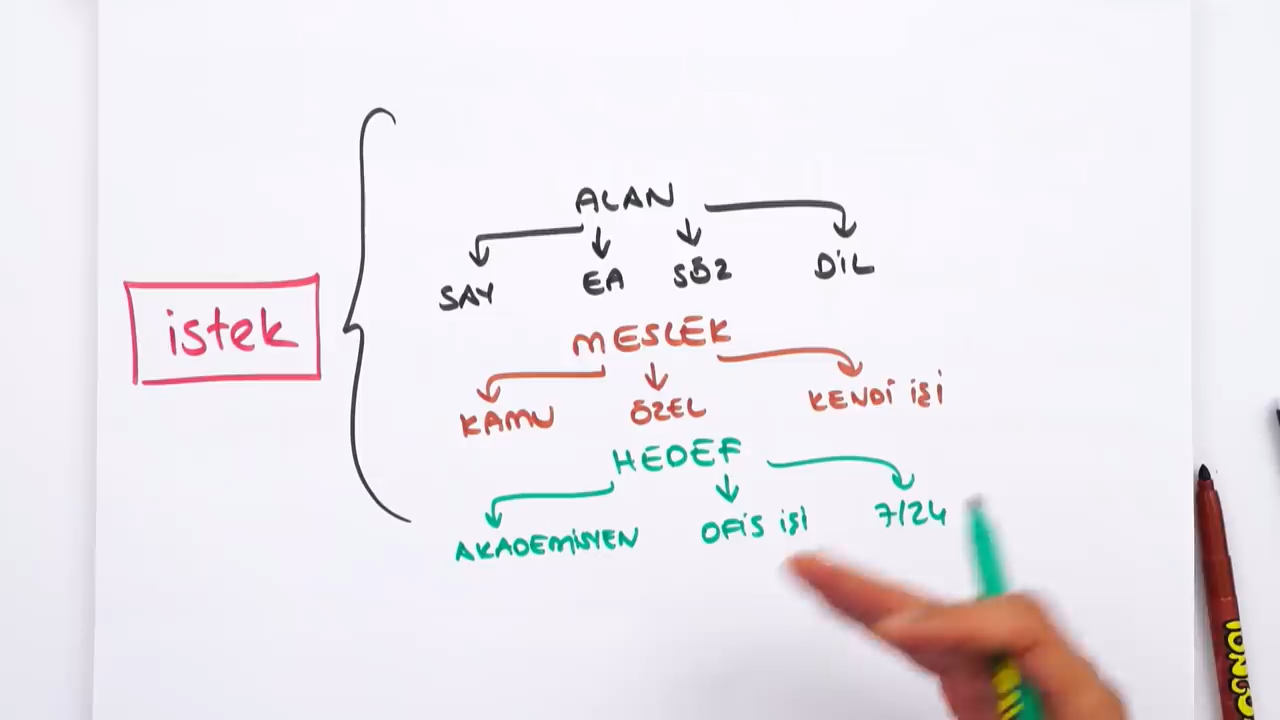 istek
ALAN
SAY EA SÖZ DİL
MESLEK
KAMU ÖZEL KENDİ İŞİ
HEDEF
AKADEMİSYEN OFİS İŞİ 7/24